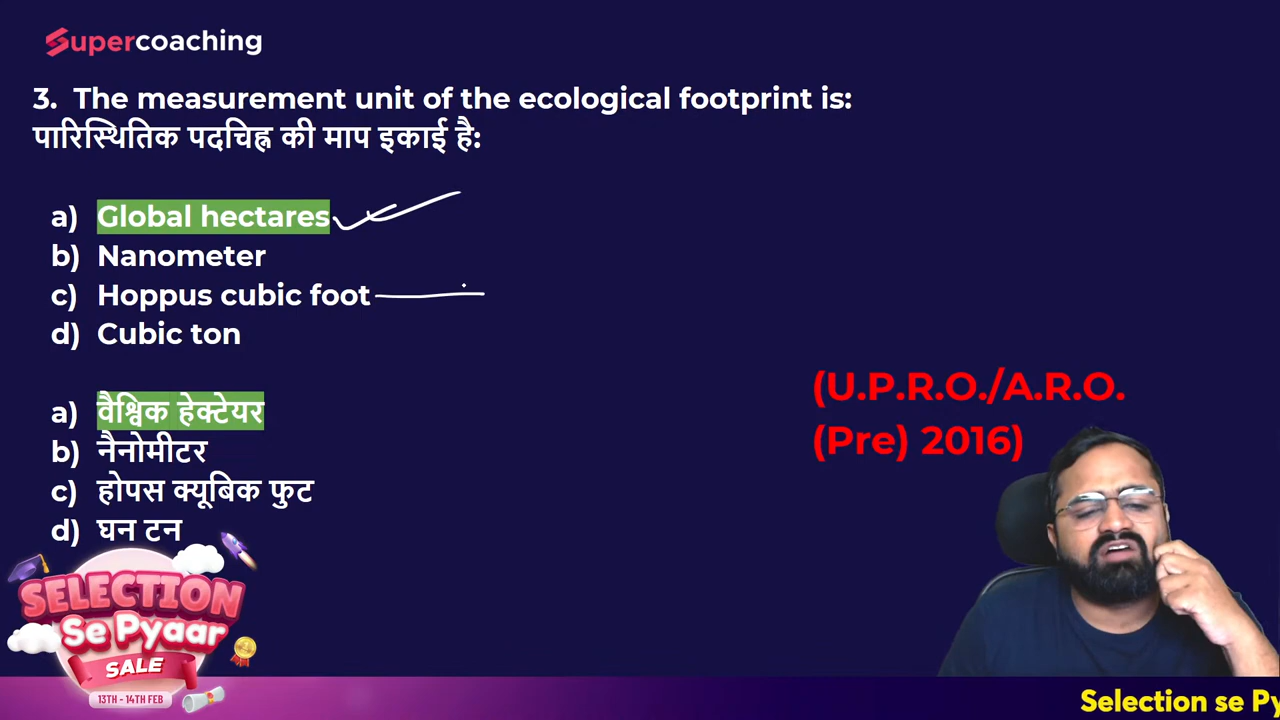 Supercoaching
3. The measurement unit of the ecological footprint is:
पारिस्थितिक पदचिह्न की माप इकाई है:
a) Global hectares
b) Nanometer
c) Hoppus cubic foot
d) Cubic ton
a) वैश्विक हेक्टेयर
b) नैनोमीटर
c) होपस क्यूबिक फुट
d) घन टन
(U.P.R.O./A.R.O.
(Pre) 2016)
SELECTION
Se Pyaar
SALE
13TH - 14TH FEB
Selection se Py